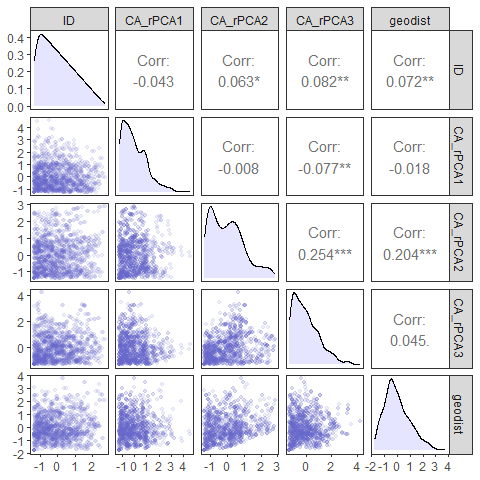 ID CA_rPCA1 CA_rPCA2 CA_rPCA3 geodist
0.4
0.3
0.2
0.1
0.0
Corr:
-0.043
Corr:
0.063*
Corr:
0.082**
Corr:
0.072**
ID
4
3
2
1
0
-1
Corr:
-0.008
Corr:
-0.077**
Corr:
-0.018
CA_rPCA1
3
2
1
0
-1
Corr:
0.254***
Corr:
0.204***
CA_rPCA2
4
2
0
Corr:
0.045.
CA_rPCA3
4
3
2
1
0
-1
-2
geodist
-1 0 1 2
-1 0 1 2 3 4
-1 0 1 2 3
0 2 4
-2 -1 0 1 2 3 4